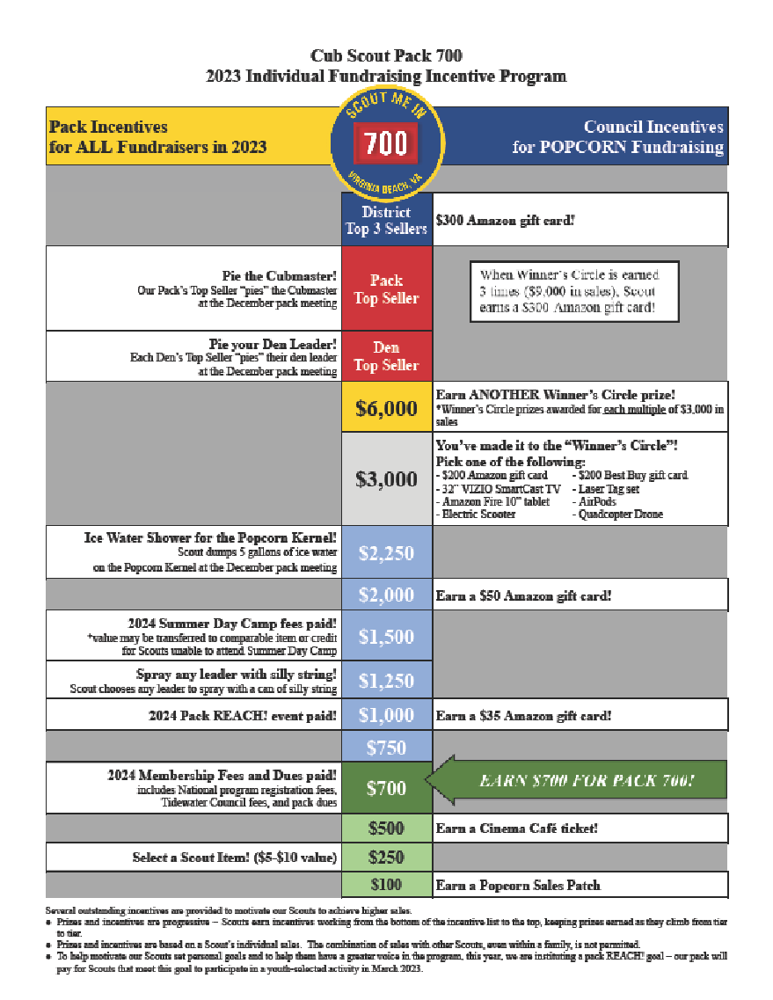 Cub Scout Pack 700
2023 Individual Fundraising Incentive Program
SCOUT ME IN
700
VIRGINIA BEACH, VA
Pack Incentives
for ALL Fundraisers in 2023
Council Incentives
for POPCORN Fundraising
District
Top 3 Sellers
$300 Amazon gift card!
Pie the Cubmaster!
Our Pack's Top Seller "pies" the Cubmaster
at the December pack meeting
Pack
Top Seller
When Winner's Circle is earned
3 times ($9,000 in sales), Scout
earns a $300 Amazon gift card!
Pie your Den Leader!
Each Den's Top Seller "pies" their den leader
at the December pack meeting
Den
Top Seller
$6,000
Earn ANOTHER Winner's Circle prize!
*Winner's Circle prizes awarded for each multiple of $3,000 in
sales
$3,000
You've made it to the "Winner's Circle"!
Pick one of the following:
- $200 Amazon gift card - $200 Best Buy gift card
- 32" VIZIO SmartCast TV - Laser Tag set
- Amazon Fire 10" tablet - AirPods
- Electric Scooter - Quadcopter Drone
Ice Water Shower for the Popcorn Kernel!
Scout dumps 5 gallons of ice water
on the Popcorn Kernel at the December pack meeting
$2,250
$2,000
Earn a $50 Amazon gift card!
2024 Summer Day Camp fees paid!
*value may be transferred to comparable item or credit
for Scouts unable to attend Summer Day Camp
$1,500
Spray any leader with silly string!
Scout chooses any leader to spray with a can of silly string
$1,250
2024 Pack REACH! event paid!
$1,000
Earn a $35 Amazon gift card!
$750
2024 Membership Fees and Dues paid!
includes National program registration fees,
Tidewater Council fees, and pack dues
$700
EARN $700 FOR PACK 700!
$500
Earn a Cinema Café ticket!
Select a Scout Item! ($5-$10 value)
$250
$100
Earn a Popcorn Sales Patch
Several outstanding incentives are provided to motivate our Scouts to achieve higher sales.
● Prizes and incentives are progressive – Scouts earn incentives working from the bottom of the incentive list to the top, keeping prizes earned as they climb from tier
to tier.
● Prizes and incentives are based on a Scout's individual sales. The combination of sales with other Scouts, even within a family, is not permitted.
● To help motivate our Scouts set personal goals and to help them have a greater voice in the program, this year, we are instituting a pack REACH! goal – our pack will
pay for Scouts that meet this goal to participate in a youth-selected activity in March 2023.